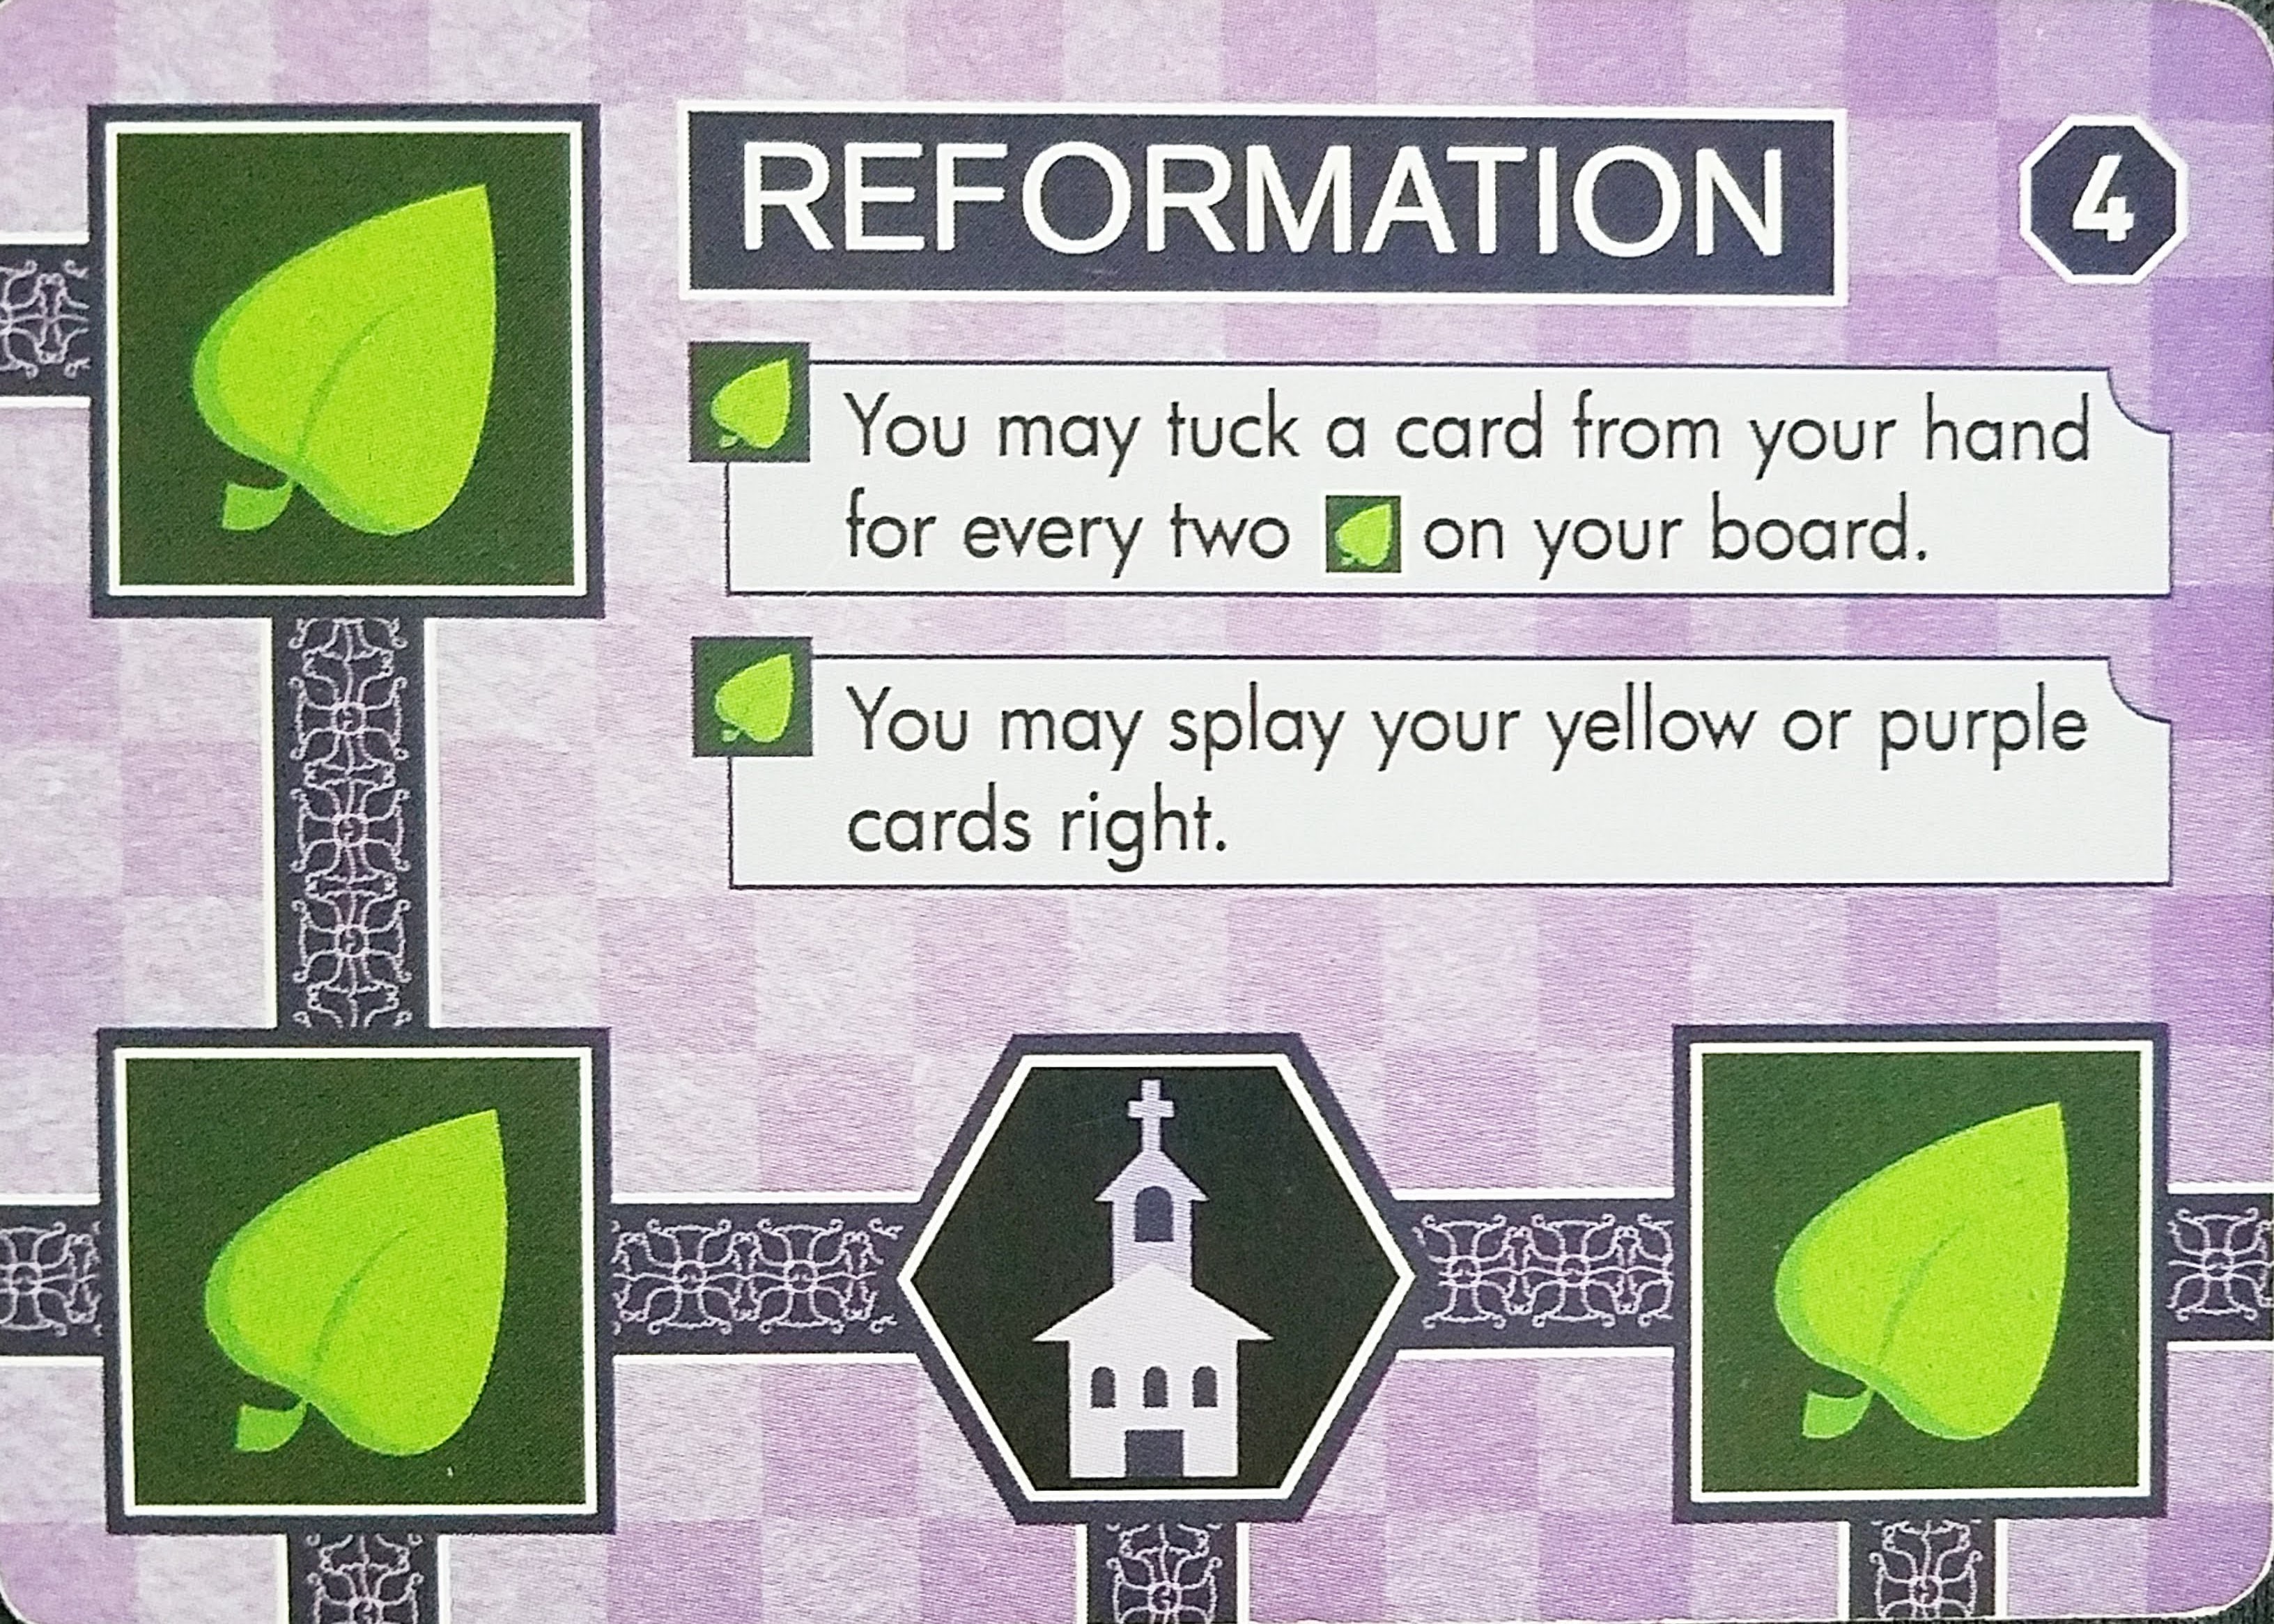 REFORMATION
4
You may tuck a card from your hand
for every two on your board.
You may splay your yellow or purple
cards right.